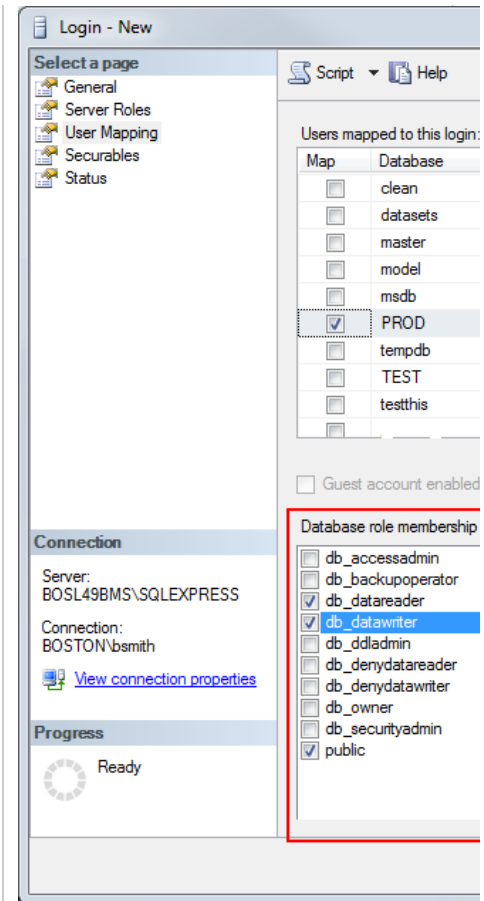 Login - New
Select a page
General
Server Roles
User Mapping
Securables
Status
Script Help
Users mapped to this login:
Map Database
clean
datasets
master
model
msdb
PROD
tempdb
TEST
testthis
Guest account enabled
Database role membership
db_accessadmin
db_backupoperator
db_datareader
db_datawriter
db_ddladmin
db_denydatareader
db_denydatawriter
db_owner
db_securityadmin
public
Connection
Server:
BOSL49BMS\SQLEXPRESS
Connection:
BOSTON\bsmith
View connection properties
Progress
Ready